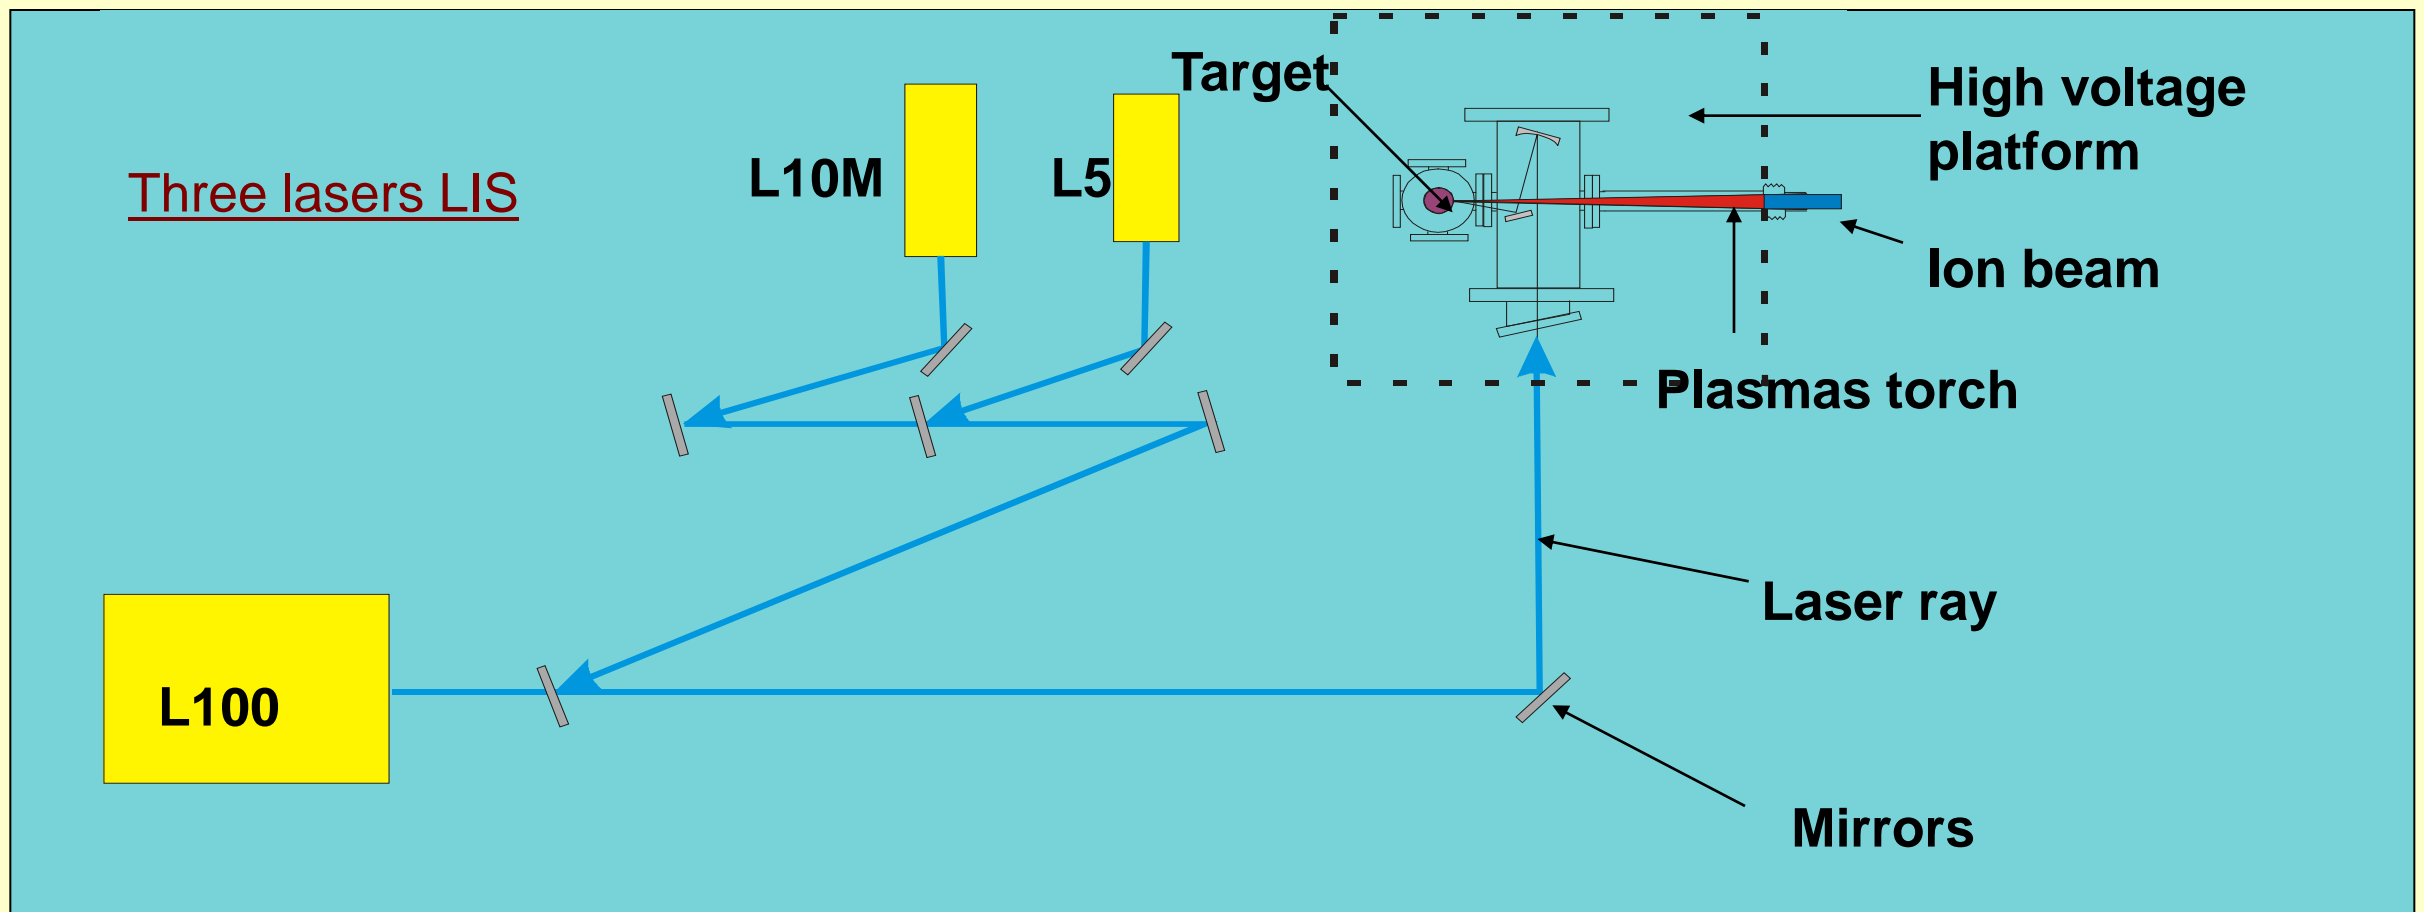 Target
High voltage
platform
L10M
L5
Three lasers LIS
Ion beam
Plasmas torch
Laser ray
L100
Mirrors